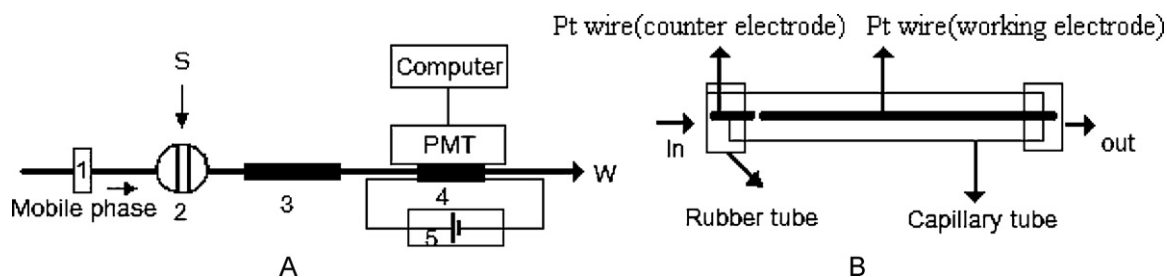 S
Computer
PMT
1
2
3
4
5
W
Mobile phase
A
Pt wire(counter electrode)
Pt wire(working electrode)
In
out
Rubber tube
Capillary tube
B